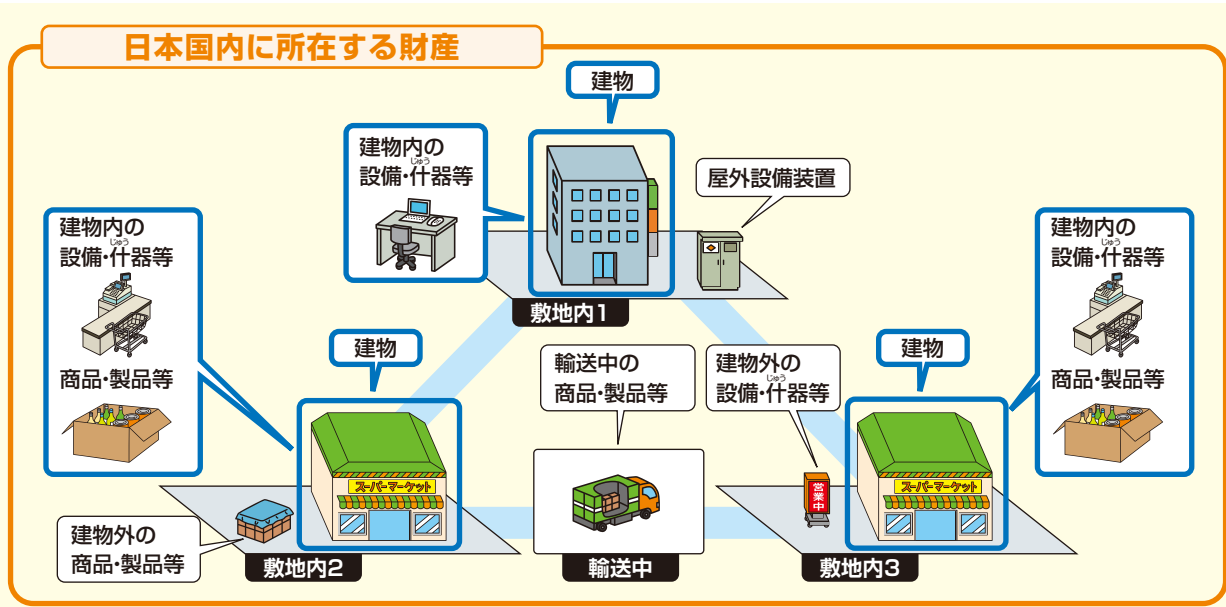 日本国内に所在する財産
建物
建物内の
設備・什器等
じゅう
屋外設備装置
敷地内1
建物内の
設備・什器等
じゅう
商品・製品等
建物
スーパーマーケット
建物外の
商品・製品等
敷地内2
輸送中の
商品・製品等
輸送中
建物外の
設備・什器等
じゅう
営業中
建物
スーパーマーケット
敷地内3
建物内の
設備・什器等
じゅう
商品・製品等